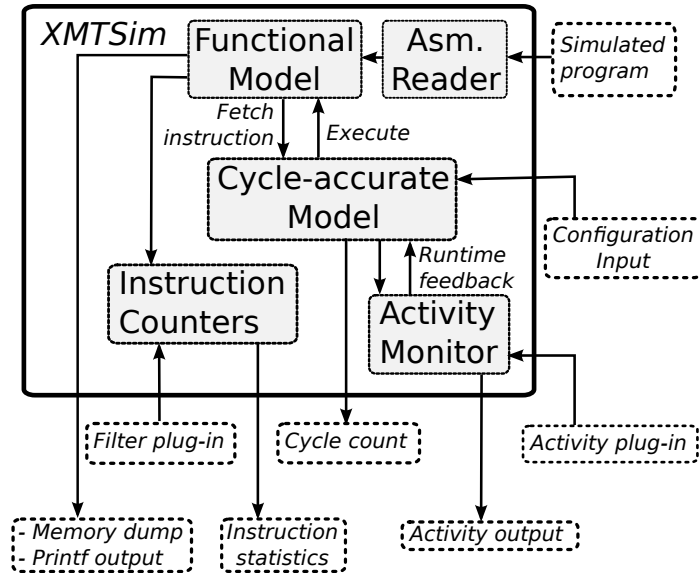 XMTSim
Functional
Model
Asm.
Reader
Simulated
program
Fetch
instruction
Execute
Cycle-accurate
Model
Configuration
Input
Runtime
feedback
Instruction
Counters
Activity
Monitor
Filter plug-in
Cycle count
Activity plug-in
- Memory dump
- Printf output
Instruction
statistics
Activity output